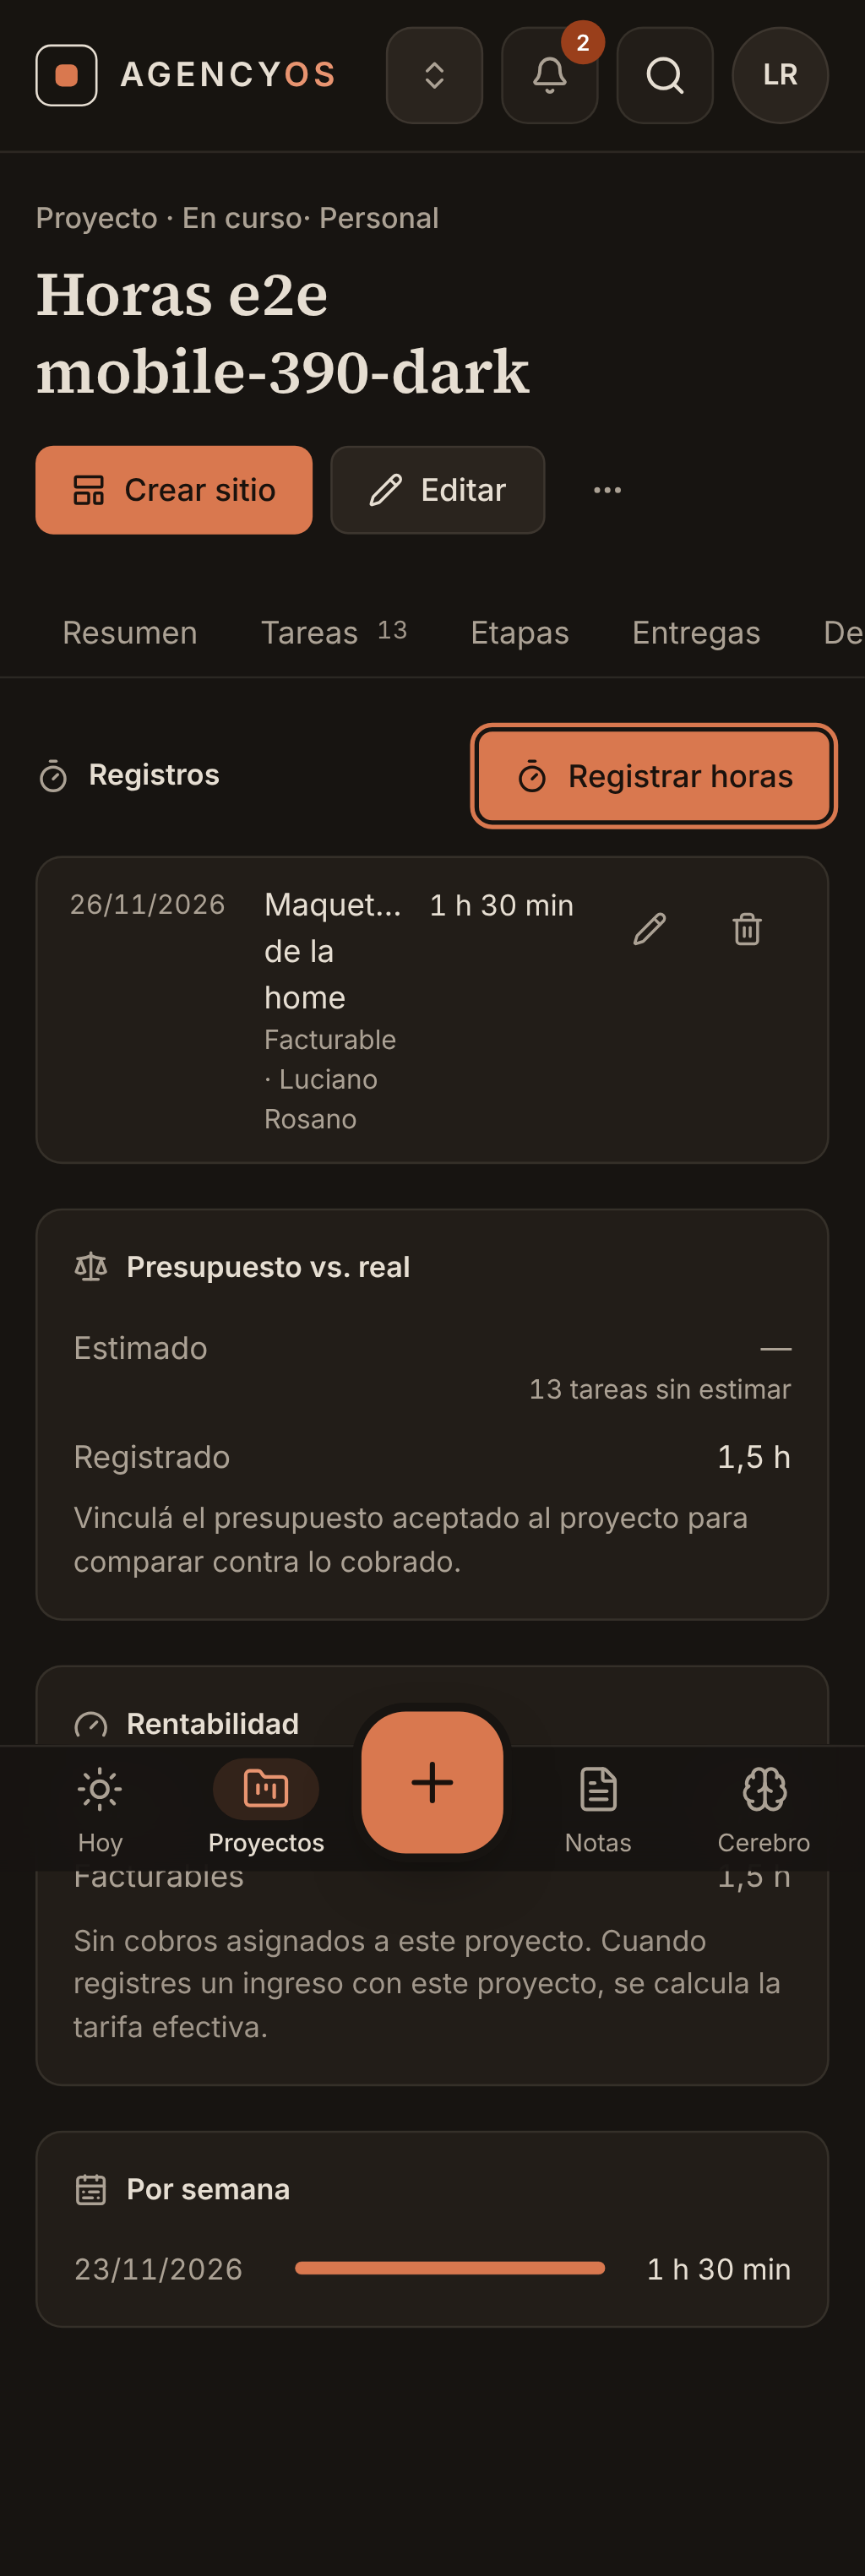 AGENCYOS
2
LR
Proyecto · En curso· Personal
Horas e2e
mobile-390-dark
Crear sitio
Editar
Resumen
Tareas 13
Etapas
Entregas
De
Registros
Registrar horas
26/11/2026
Maquet...
de la
home
Facturable
· Luciano
Rosano
1 h 30 min
Presupuesto vs. real
Estimado
—
13 tareas sin estimar
Registrado
1,5 h
Vinculá el presupuesto aceptado al proyecto para
comparar contra lo cobrado.
Rentabilidad
Hoy
Proyectos
Notas
Cerebro
Facturables
1,5 h
Sin cobros asignados a este proyecto. Cuando
registres un ingreso con este proyecto, se calcula la
tarifa efectiva.
Por semana
23/11/2026
1 h 30 min